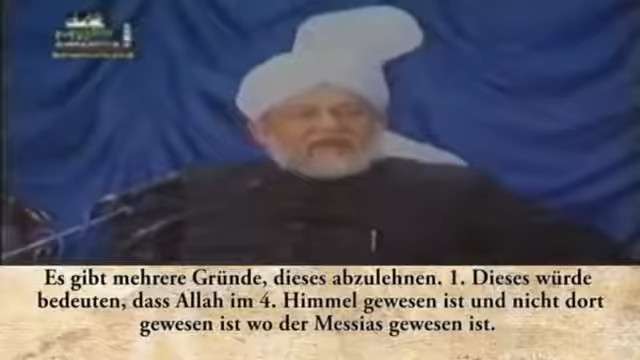 Es gibt mehrere Gründe, dieses abzulehnen. 1. Dieses würde
bedeuten, dass Allah im 4. Himmel gewesen ist und nicht dort
gewesen ist wo der Messias gewesen ist.